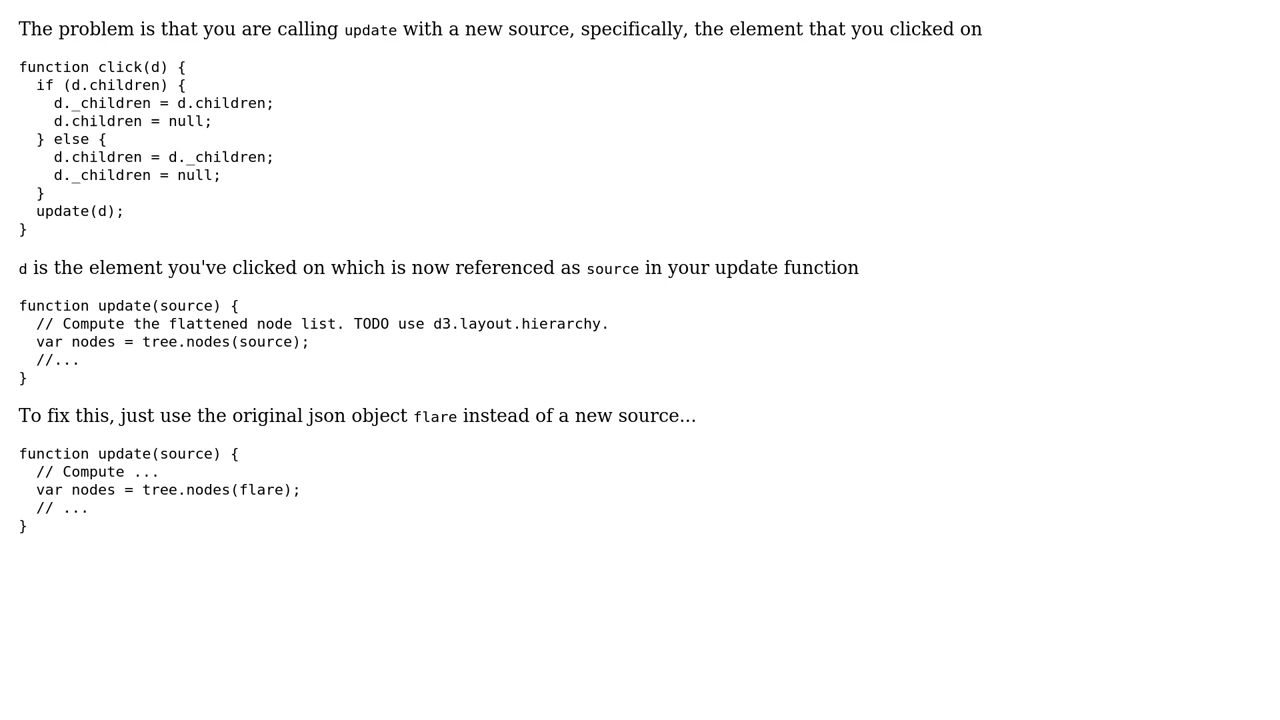 The problem is that you are calling update with a new source, specifically, the element that you clicked on
function click(d) {
  if (d.children) {
    d._children = d.children;
    d.children = null;
  } else {
    d.children = d._children;
    d._children = null;
  }
  update(d);
}
d is the element you've clicked on which is now referenced as source in your update function
function update(source) {
  // Compute the flattened node list. TODO use d3.layout.hierarchy.
  var nodes = tree.nodes(source);
  //...
}
To fix this, just use the original json object flare instead of a new source...
function update(source) {
  // Compute ...
  var nodes = tree.nodes(flare);
  // ...
}